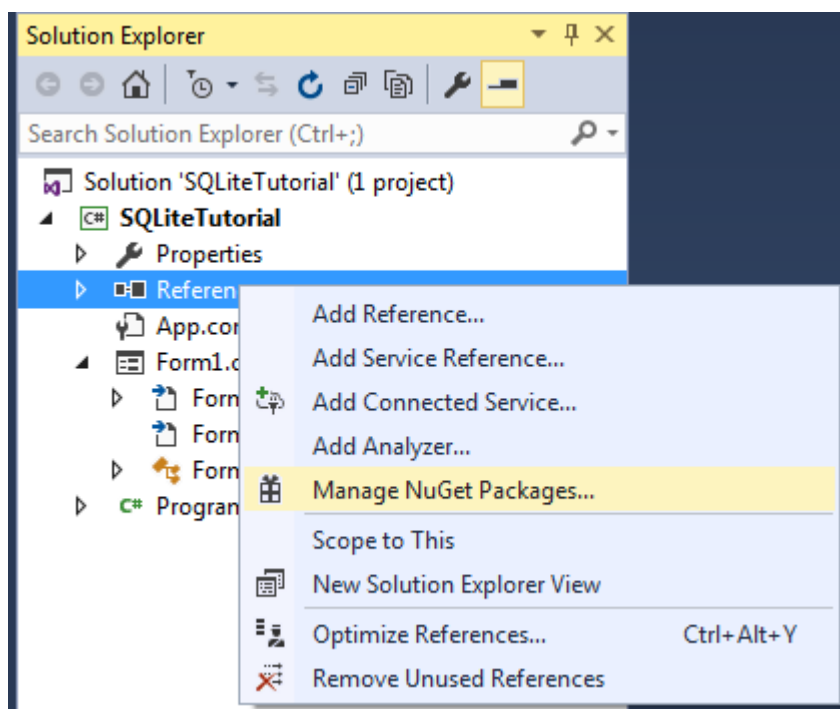 Solution Explorer
Search Solution Explorer (Ctrl+;)
Solution 'SQLiteTutorial' (1 project)
C# SQLiteTutorial
Properties
Referen
App.con
Form1.c
Form
Form
Form
C# Program
Add Reference...
Add Service Reference...
Add Connected Service...
Add Analyzer...
Manage NuGet Packages...
Scope to This
New Solution Explorer View
Optimize References... Ctrl+Alt+Y
Remove Unused References